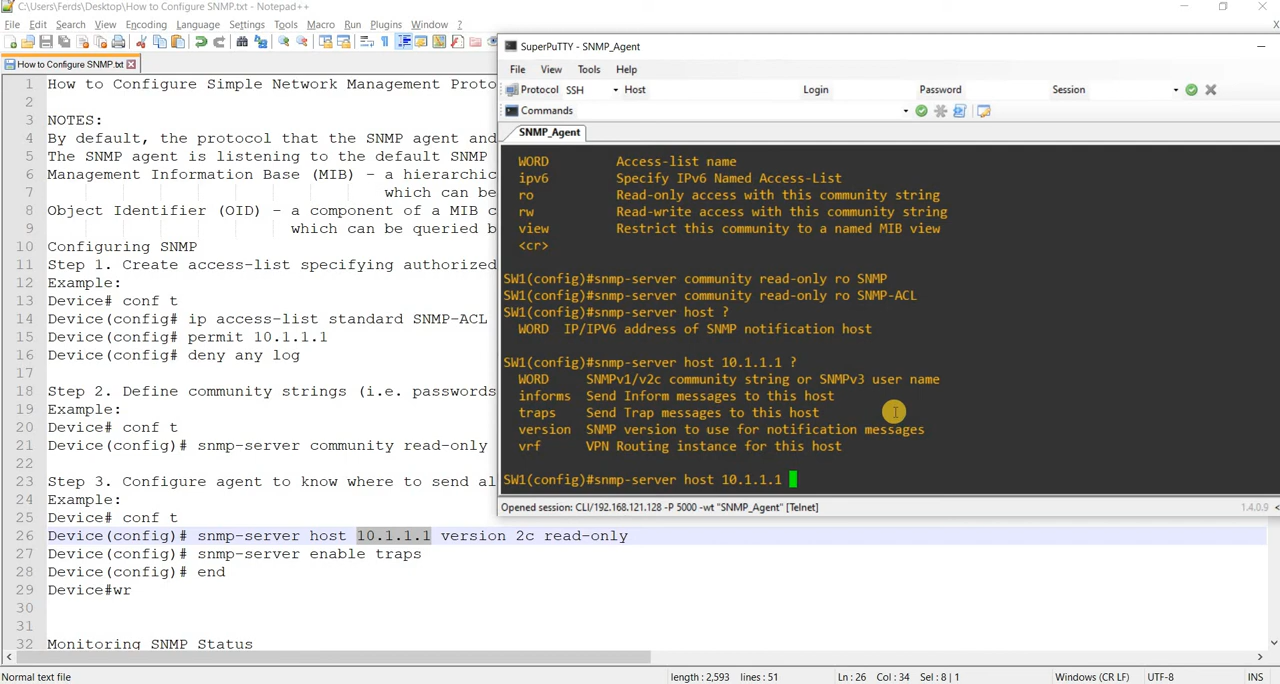 C:\Users\Ferds\Desktop\How to Configure SNMP.txt - Notepad++
File Edit Search View Encoding Language Settings Tools Macro Run Plugins Window ? X
How to Configure SNMP.txt
1 How to Configure Simple Network Management Proto
2
3 NOTES:
4 By default, the protocol that the SNMP agent and
5 The SNMP agent is listening to the default SNMP
6 Management Information Base (MIB) – a hierarchic
7 which can be
8 Object Identifier (OID) – a component of a MIB c
9 which can be queried b
10 Configuring SNMP
11 Step 1. Create access-list specifying authorized
12 Example:
13 Device# conf t
14 Device(config# ip access-list standard SNMP-ACL
15 Device(config# permit 10.1.1.1
16 Device(config# deny any log
17
18 Step 2. Define community strings (i.e. passwords
19 Example:
20 Device# conf t
21 Device(config)# snmp-server community read-only
22
23 Step 3. Configure agent to know where to send al
24 Example:
25 Device# conf t
26 Device(config)# snmp-server host 10.1.1.1 version 2c read-only
27 Device(config)# snmp-server enable traps
28 Device(config)# end
29 Device#wr
30
31
32 Monitoring SNMP Status
Normal text file length : 2,593 lines : 51 Ln : 26 Col : 34 Sel : 8 | 1 Windows (CR LF) UTF-8 INS
SuperPuTTY - SNMP_Agent
File View Tools Help
Protocol SSH Host Login Password Session
Commands
SNMP_Agent
WORD Access-list name
ipv6 Specify IPv6 Named Access-List
ro Read-only access with this community string
rw Read-write access with this community string
view Restrict this community to a named MIB view
<cr>
SW1(config)#snmp-server community read-only ro SNMP
SW1(config)#snmp-server community read-only ro SNMP-ACL
SW1(config)#snmp-server host ?
WORD IP/IPV6 address of SNMP notification host
SW1(config)#snmp-server host 10.1.1.1 ?
WORD SNMPv1/v2c community string or SNMPv3 user name
informs Send Inform messages to this host
traps Send Trap messages to this host
version SNMP version to use for notification messages
vrf VPN Routing instance for this host
SW1(config)#snmp-server host 10.1.1.1
Opened session: CLI/192.168.121.128 -P 5000 -wt "SNMP_Agent" [Telnet] 1.4.0.9